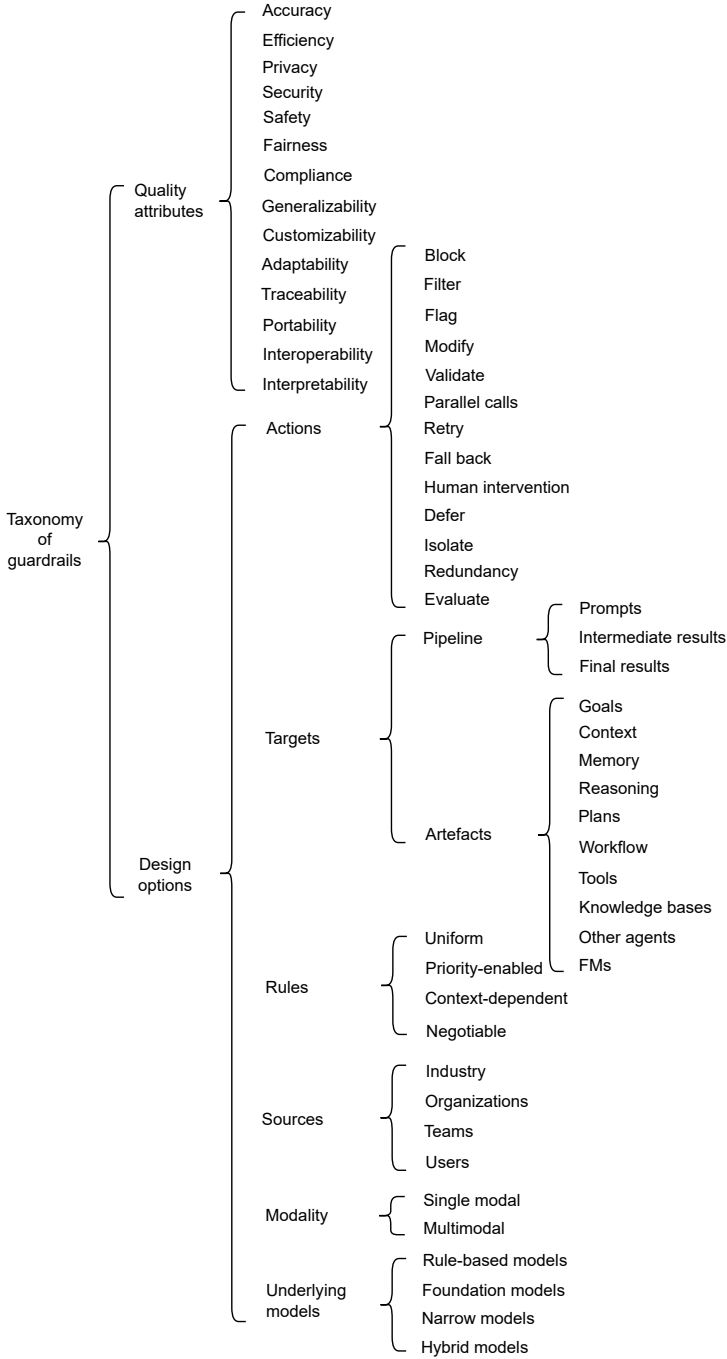 Taxonomy
of
guardrails
Quality
attributes
Accuracy
Efficiency
Privacy
Security
Safety
Fairness
Compliance
Generalizability
Customizability
Adaptability
Traceability
Portability
Interoperability
Interpretability
Design
options
Actions
Block
Filter
Flag
Modify
Validate
Parallel calls
Retry
Fall back
Human intervention
Defer
Isolate
Redundancy
Evaluate
Targets
Pipeline
Prompts
Intermediate results
Final results
Artefacts
Goals
Context
Memory
Reasoning
Plans
Workflow
Tools
Knowledge bases
Other agents
FMs
Rules
Uniform
Priority-enabled
Context-dependent
Negotiable
Sources
Industry
Organizations
Teams
Users
Modality
Single modal
Multimodal
Underlying
models
Rule-based models
Foundation models
Narrow models
Hybrid models